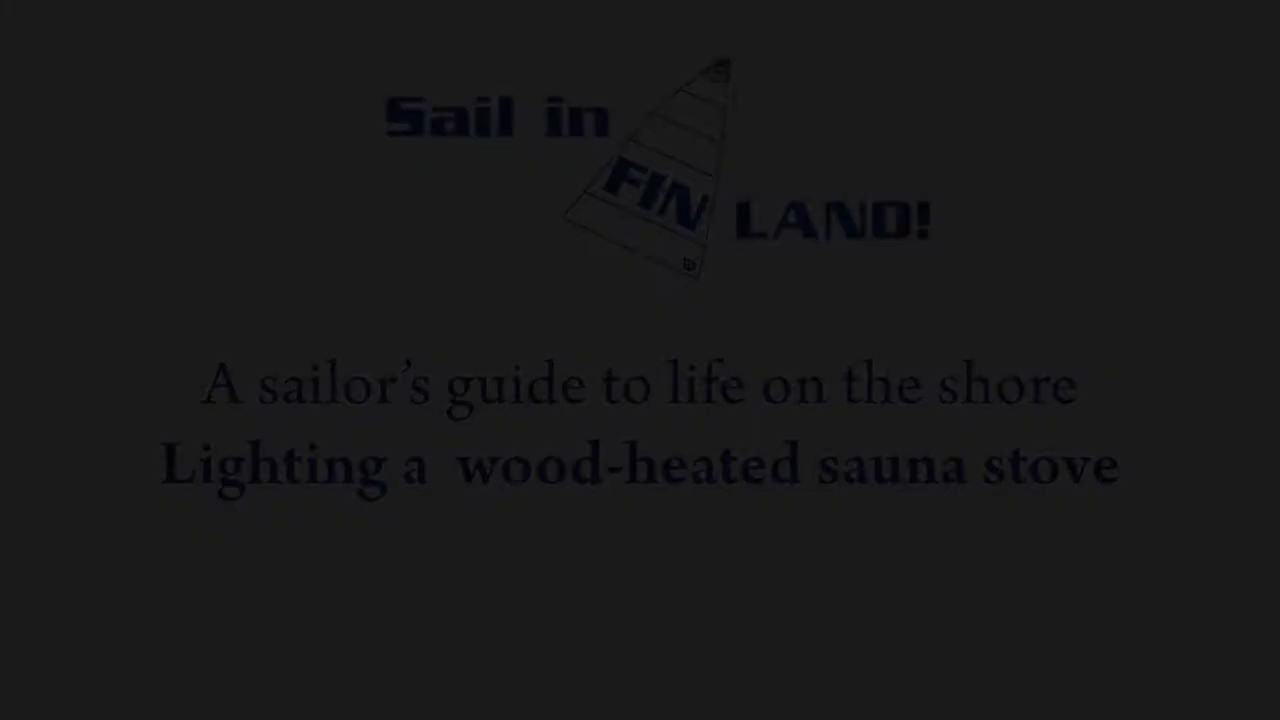 Sail in
FIN
LAND!
A sailor’s guide to life on the shore
Lighting a wood-heated sauna stove